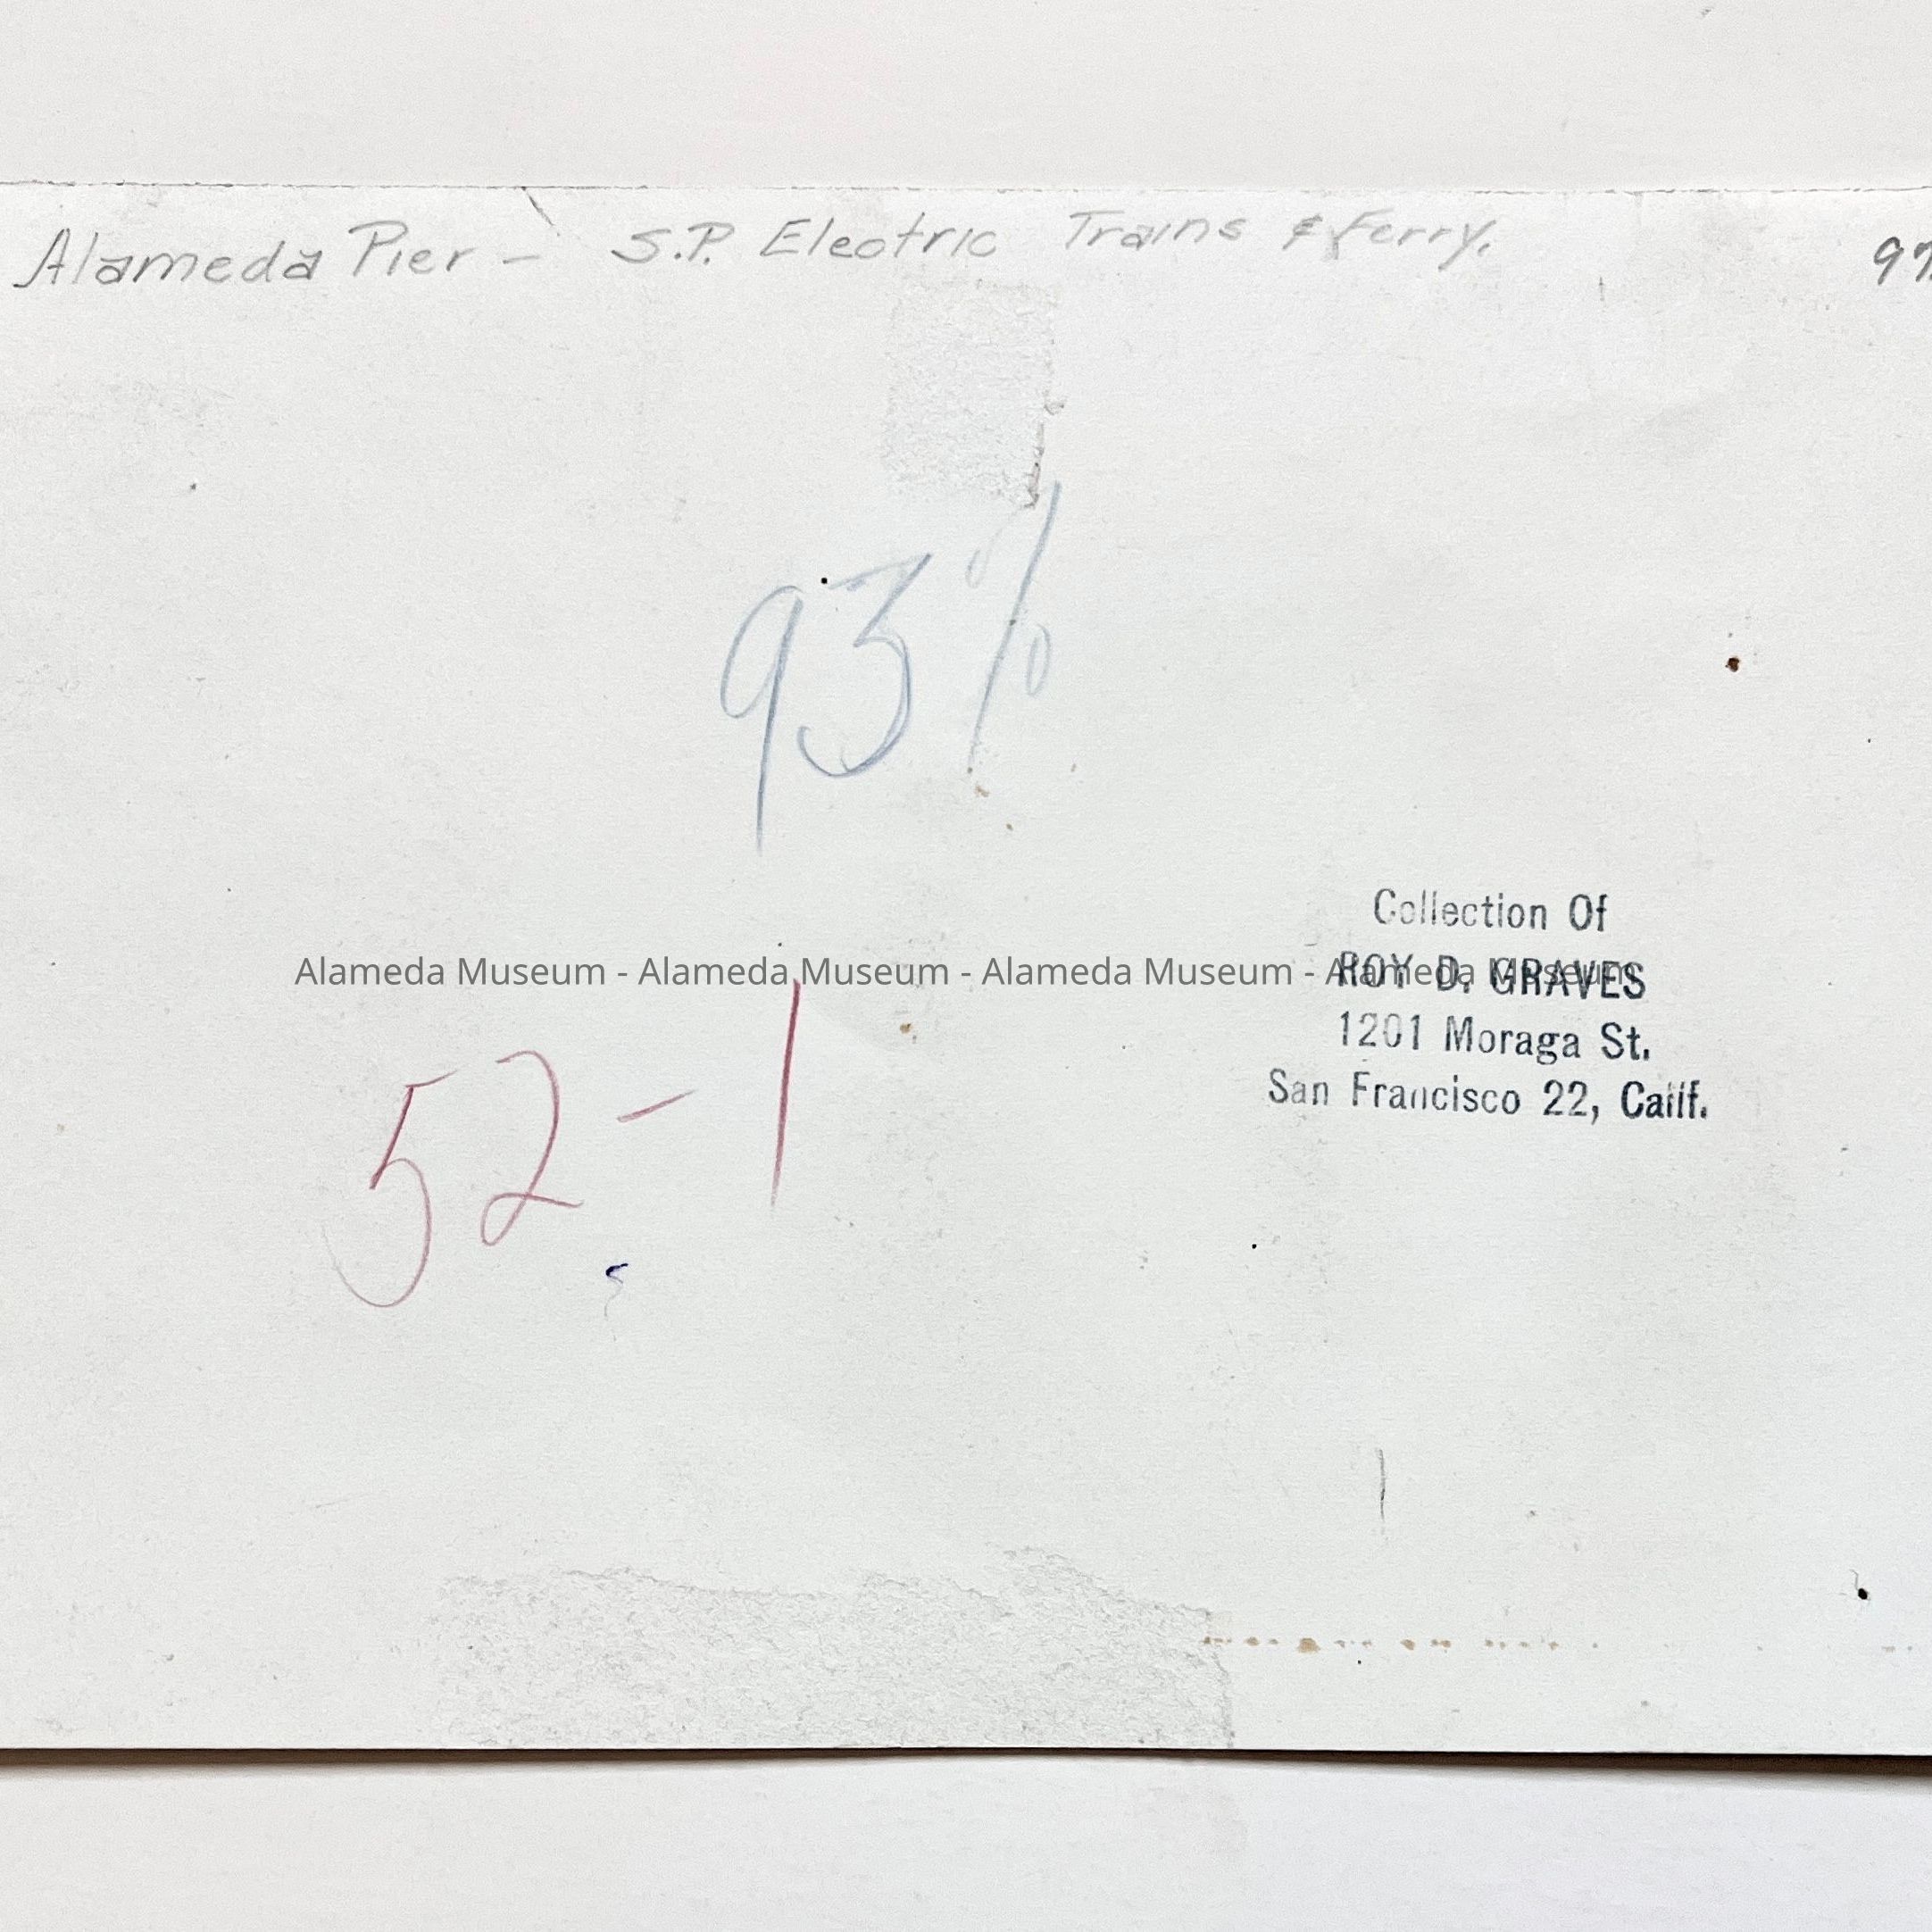 Alameda Pier – S.P. Electric Trains & Ferry.
93%
Collection Of
Alameda Museum - Alameda Museum - Alameda Museum - Alameda Museum
ROY D. GRAVES
1201 Moraga St.
San Francisco 22, Calif.
52-1